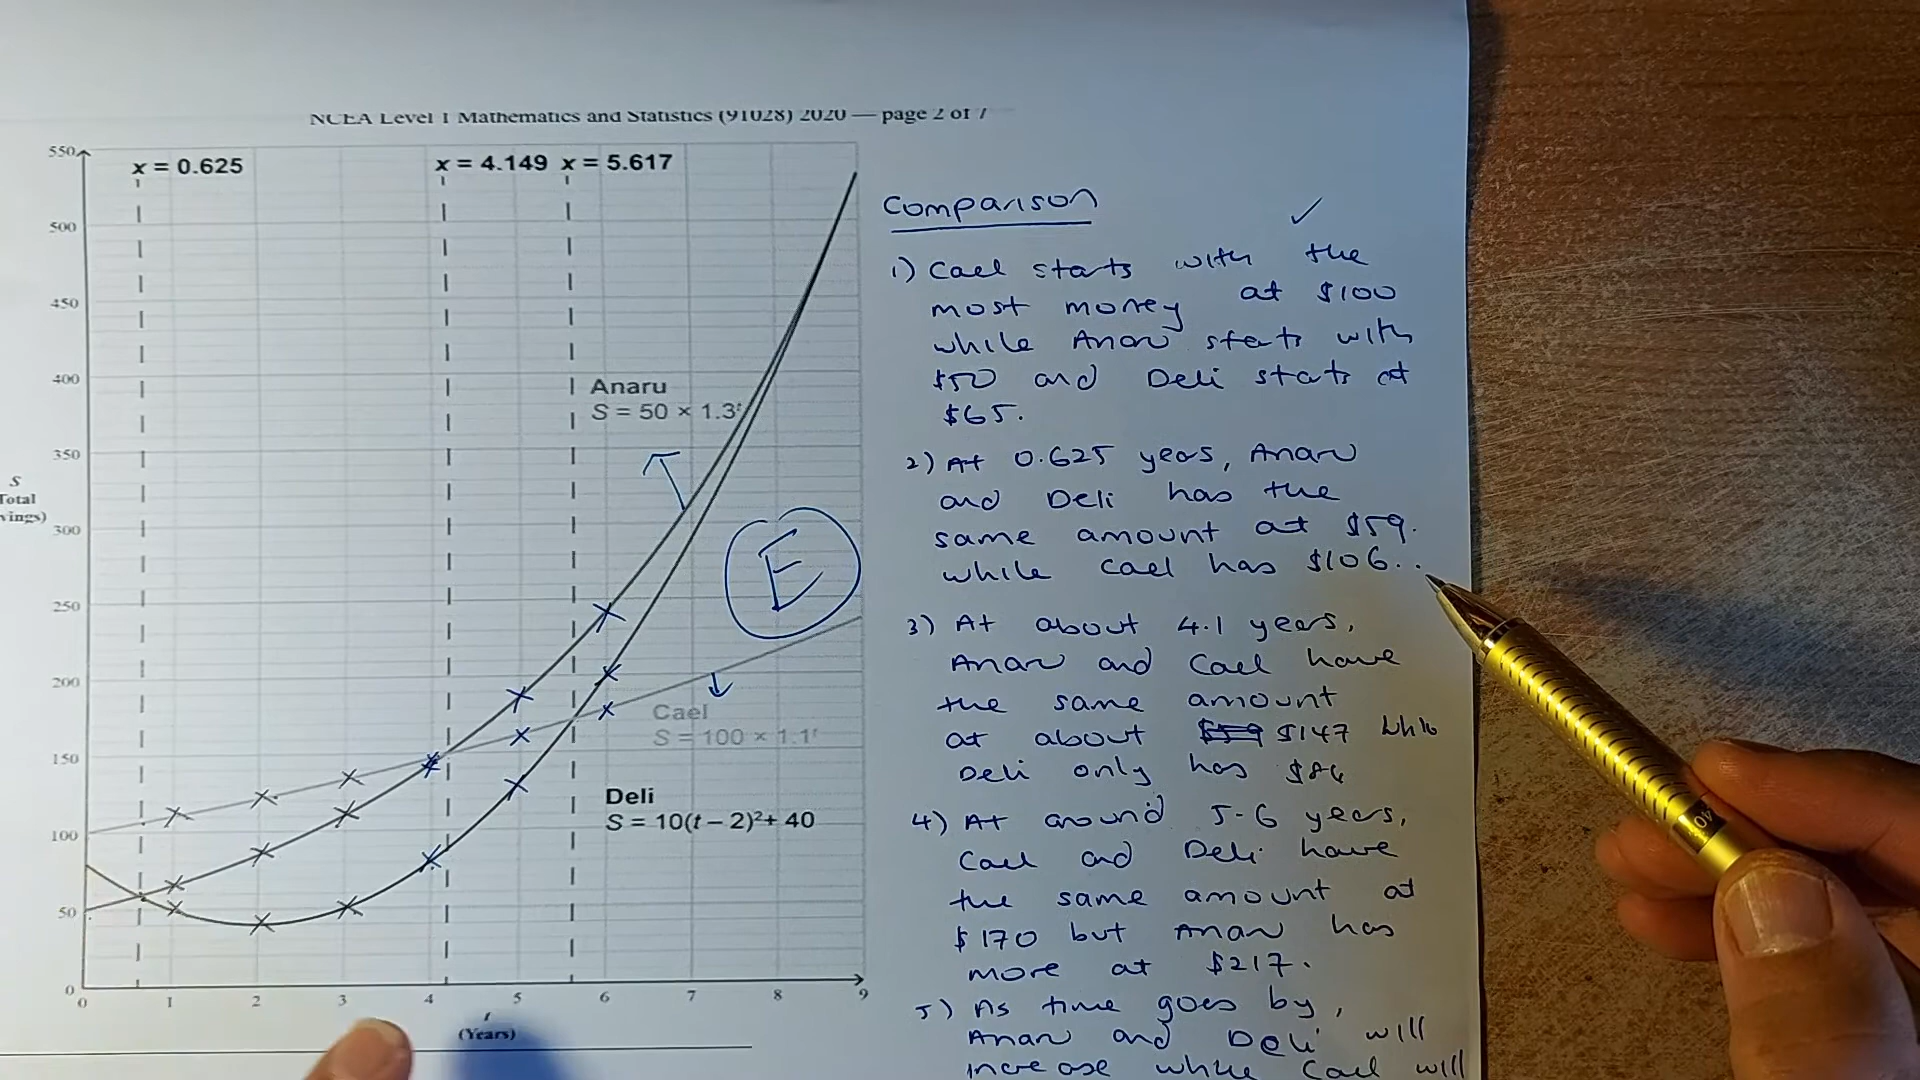 NCEA Level 1 Mathematics and Statistics (91028) 2020 — page 2 of 7
x = 0.625
x = 4.149
x = 5.617
550
500
450
400
350
300
250
200
150
100
50
0
S
Total
vings)
Anaru
S = 50 × 1.3ᵗ
E
Cael
S = 100 × 1.1ᵗ
Deli
S = 10(t – 2)²+ 40
0 1 2 3 4 5 6 7 8 9
t
(Years)
Comparison ✓
1) Cael starts with the
most money at $100
while Anaru starts with
$50 and Deli starts at
$65.
2) At 0.625 years, Anaru
and Deli has the
same amount at $59.
while Cael has $106..
3) At about 4.1 years,
Anaru and Cael have
the same amount
at about $147 while
Deli only has $86
4) At around 5.6 years,
Cael and Deli have
the same amount at
$170 but Anaru has
more at $217.
5) As time goes by,
Anaru and Deli will
increase while Cael will